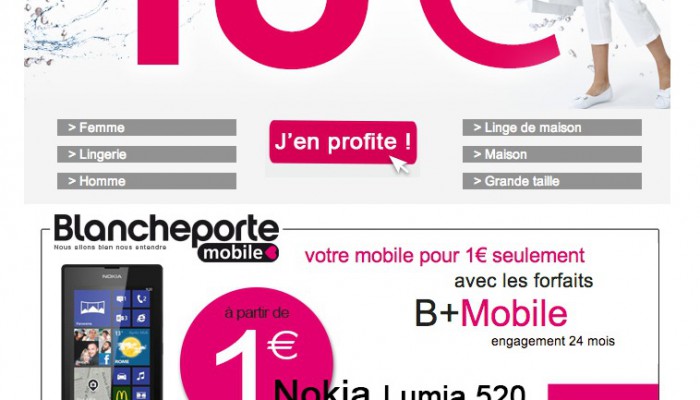 > Femme
> Lingerie
> Homme
J'en profite !
> Linge de maison
> Maison
> Grande taille
Blancheporte
Nous allons bien nous entendre
mobile
votre mobile pour 1€ seulement
avec les forfaits
B+Mobile
engagement 24 mois
NOKIA
à partir de
1€
Nokia Lumia 520